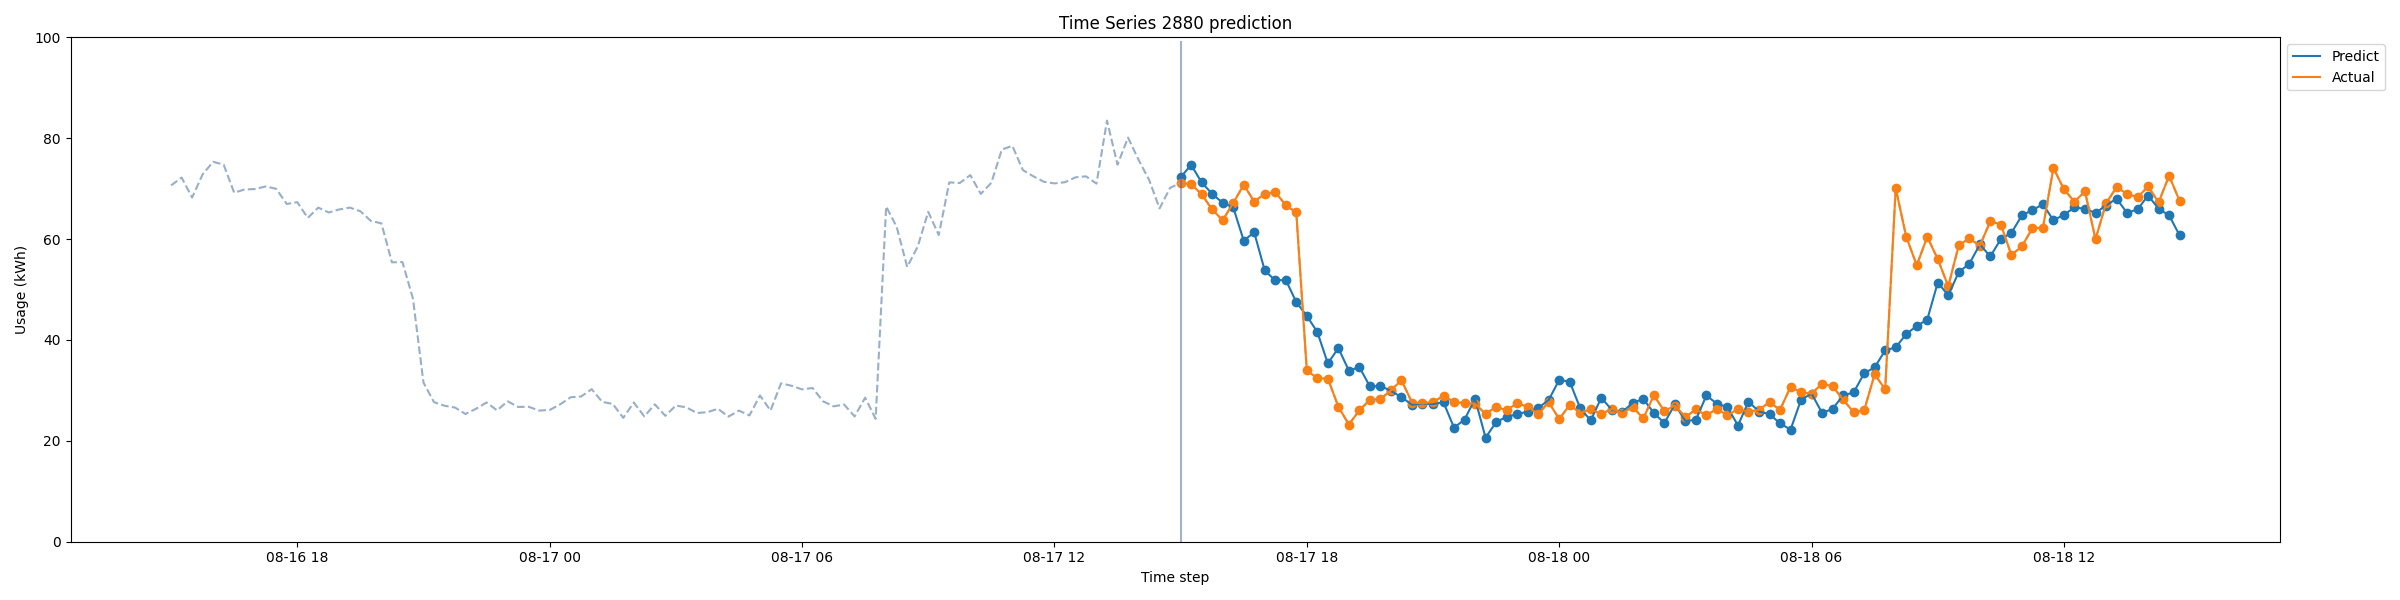 Time Series 2880 prediction
Predict
Actual
Usage (kWh)
100
80
60
40
20
0
08-16 18
08-17 00
08-17 06
08-17 12
08-17 18
08-18 00
08-18 06
08-18 12
Time step